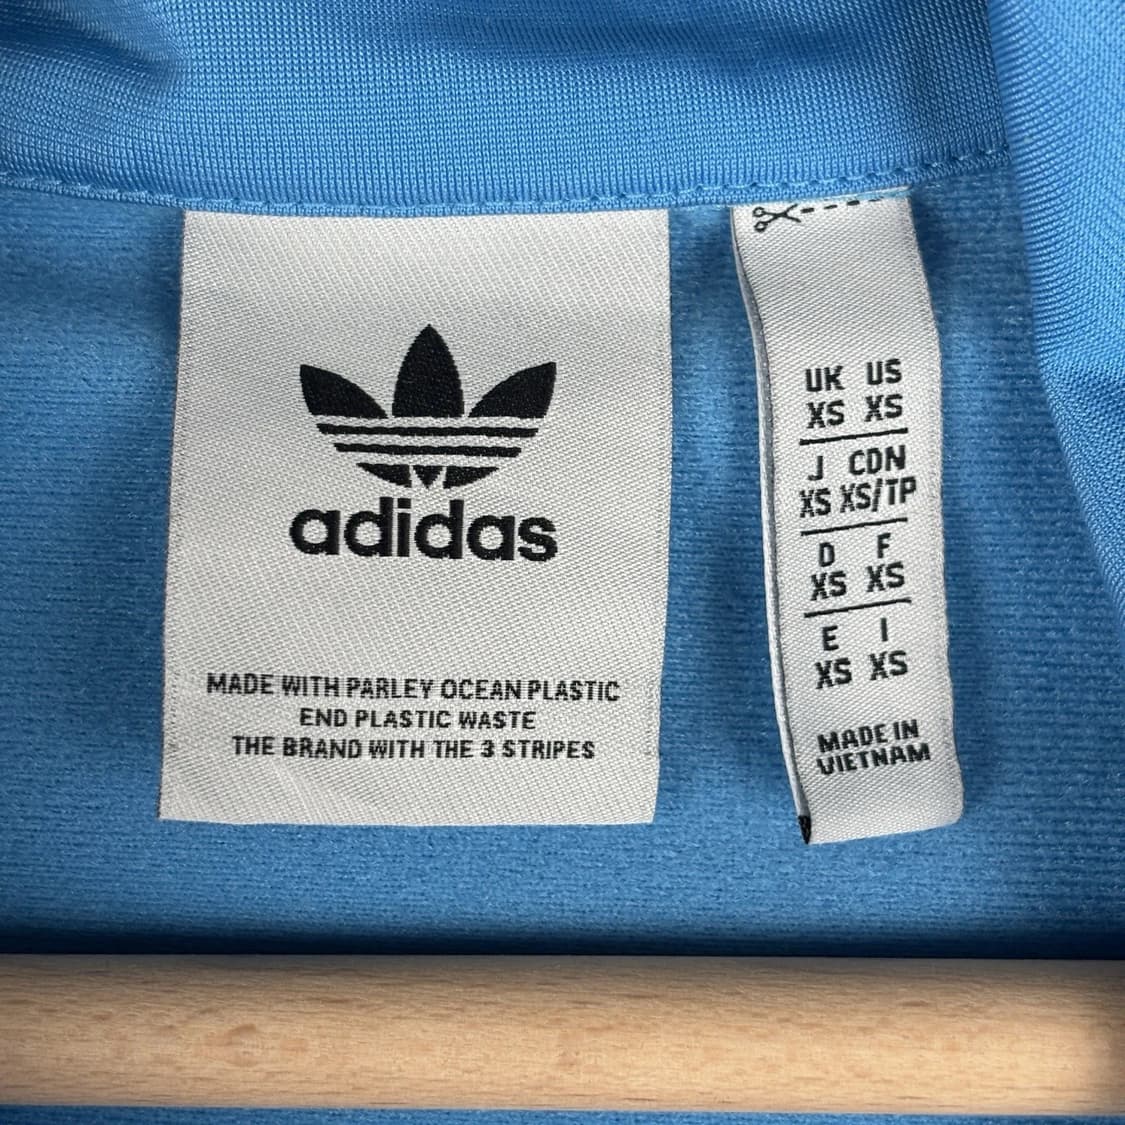 adidas
MADE WITH PARLEY OCEAN PLASTIC
END PLASTIC WASTE
THE BRAND WITH THE 3 STRIPES
UK US
XS XS
J CDN
XS XS/TP
D F
XS XS
E I
XS XS
MADE IN
VIETNAM